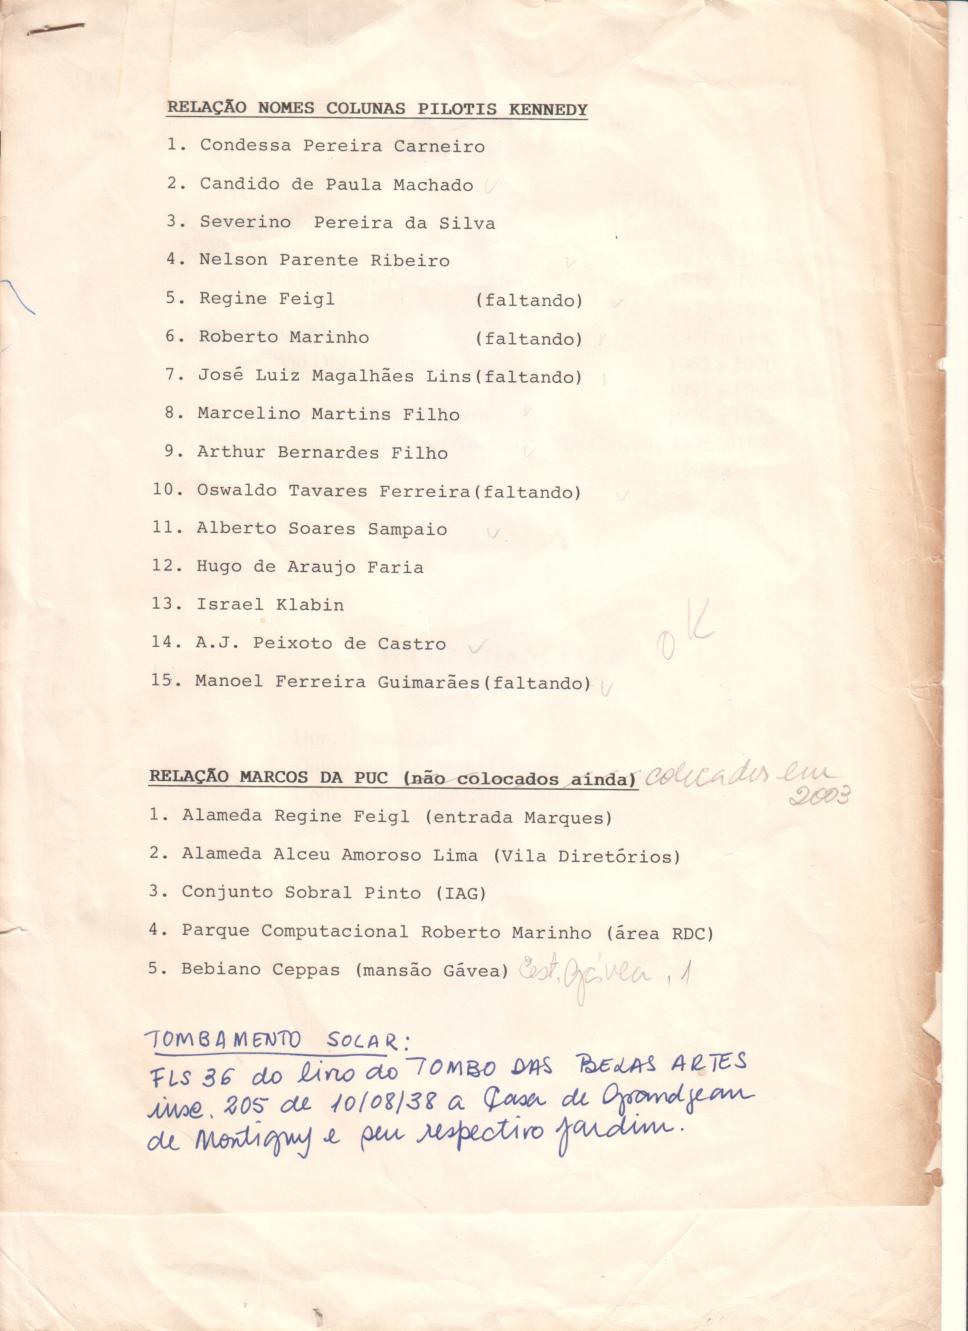 RELAÇÃO NOMES COLUNAS PILOTIS KENNEDY
1. Condessa Pereira Carneiro
2. Candido de Paula Machado
3. Severino Pereira da Silva
4. Nelson Parente Ribeiro
5. Regine Feigl (faltando)
6. Roberto Marinho (faltando)
7. José Luiz Magalhães Lins(faltando)
8. Marcelino Martins Filho
9. Arthur Bernardes Filho
10. Oswaldo Tavares Ferreira(faltando)
11. Alberto Soares Sampaio
12. Hugo de Araujo Faria
13. Israel Klabin
OK
14. A.J. Peixoto de Castro
15. Manoel Ferreira Guimarães(faltando)
RELAÇÃO MARCOS DA PUC (não colocados ainda) colocados em
2003
1. Alameda Regine Feigl (entrada Marques)
2. Alameda Alceu Amoroso Lima (Vila Diretórios)
3. Conjunto Sobral Pinto (IAG)
4. Parque Computacional Roberto Marinho (área RDC)
5. Bebiano Ceppas (mansão Gávea) Est. Gávea, 1
TOMBAMENTO SOLAR:
FLS 36 do livro do TOMBO DAS BELAS ARTES
insc. 205 de 10/08/38 a Casa de Grandjean
de Montigny e seu respectivo jardim.